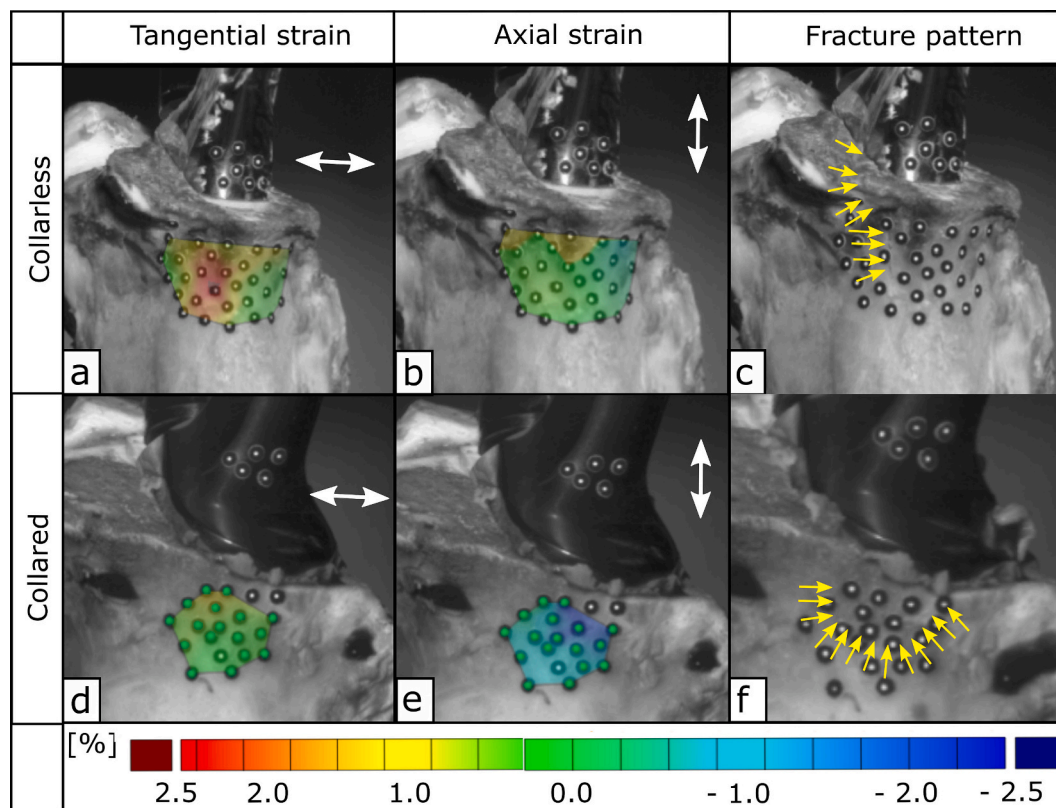 Tangential strain
Axial strain
Fracture pattern
Collarless
a
b
c
Collared
d
e
f
[%]
2.5 2.0 1.0 0.0 - 1.0 - 2.0 - 2.5